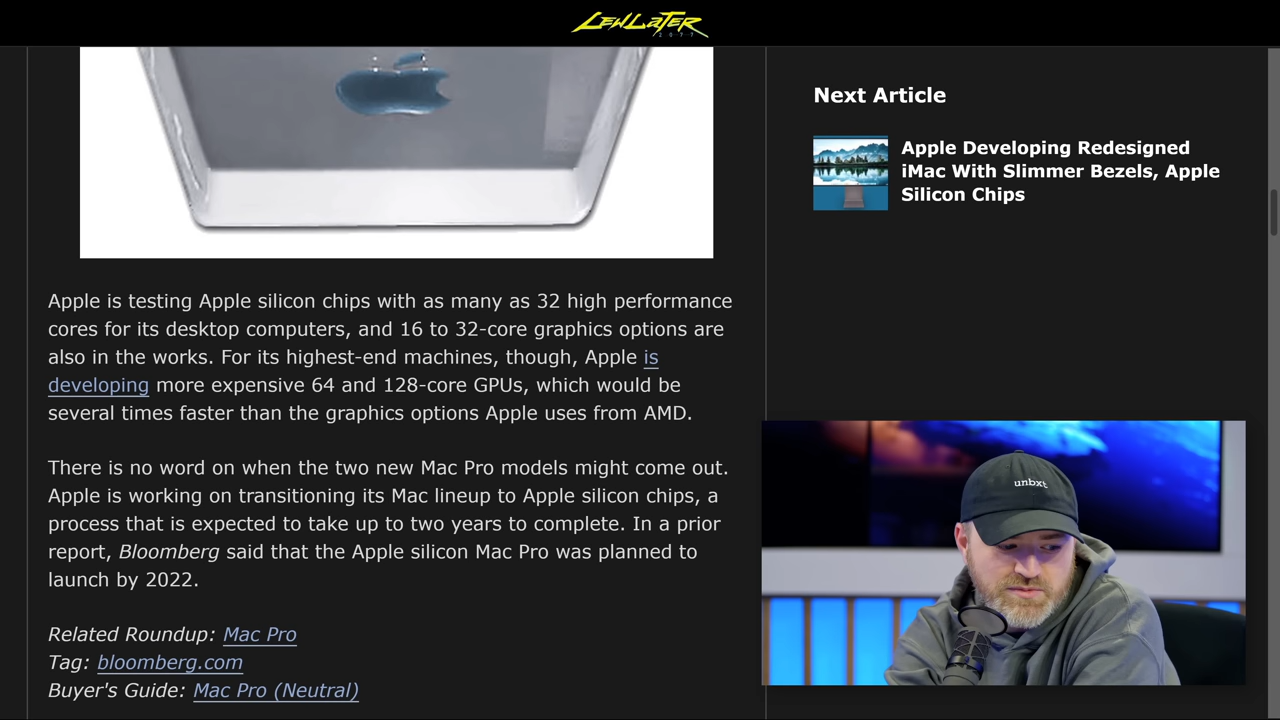 LEWLATER
2077
Next Article
Apple Developing Redesigned
iMac With Slimmer Bezels, Apple
Silicon Chips
Apple is testing Apple silicon chips with as many as 32 high performance
cores for its desktop computers, and 16 to 32-core graphics options are
also in the works. For its highest-end machines, though, Apple is
developing more expensive 64 and 128-core GPUs, which would be
several times faster than the graphics options Apple uses from AMD.
There is no word on when the two new Mac Pro models might come out.
Apple is working on transitioning its Mac lineup to Apple silicon chips, a
process that is expected to take up to two years to complete. In a prior
report, Bloomberg said that the Apple silicon Mac Pro was planned to
launch by 2022.
Related Roundup: Mac Pro
Tag: bloomberg.com
Buyer's Guide: Mac Pro (Neutral)
unbxt